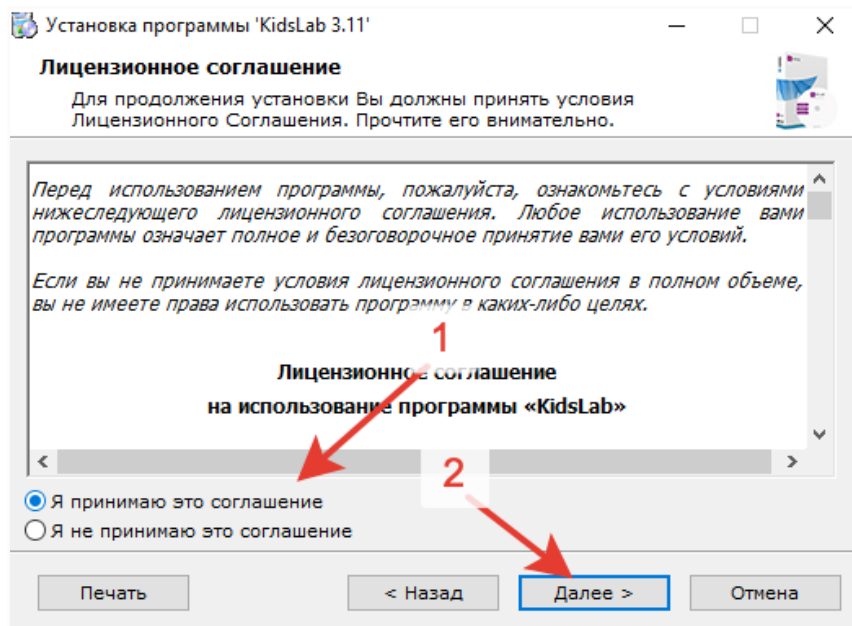 Установка программы 'KidsLab 3.11'
Лицензионное соглашение
Для продолжения установки Вы должны принять условия
Лицензионного Соглашения. Прочтите его внимательно.
Перед использованием программы, пожалуйста, ознакомьтесь с условиями
нижеследующего лицензионного соглашения. Любое использование вами
программы означает полное и безоговорочное принятие вами его условий.
Если вы не принимаете условия лицензионного соглашения в полном объеме,
вы не имеете права использовать программу в каких-либо целях.
1
Лицензионное соглашение
на использование программы «KidsLab»
2
Я принимаю это соглашение
Я не принимаю это соглашение
Печать
< Назад
Далее >
Отмена